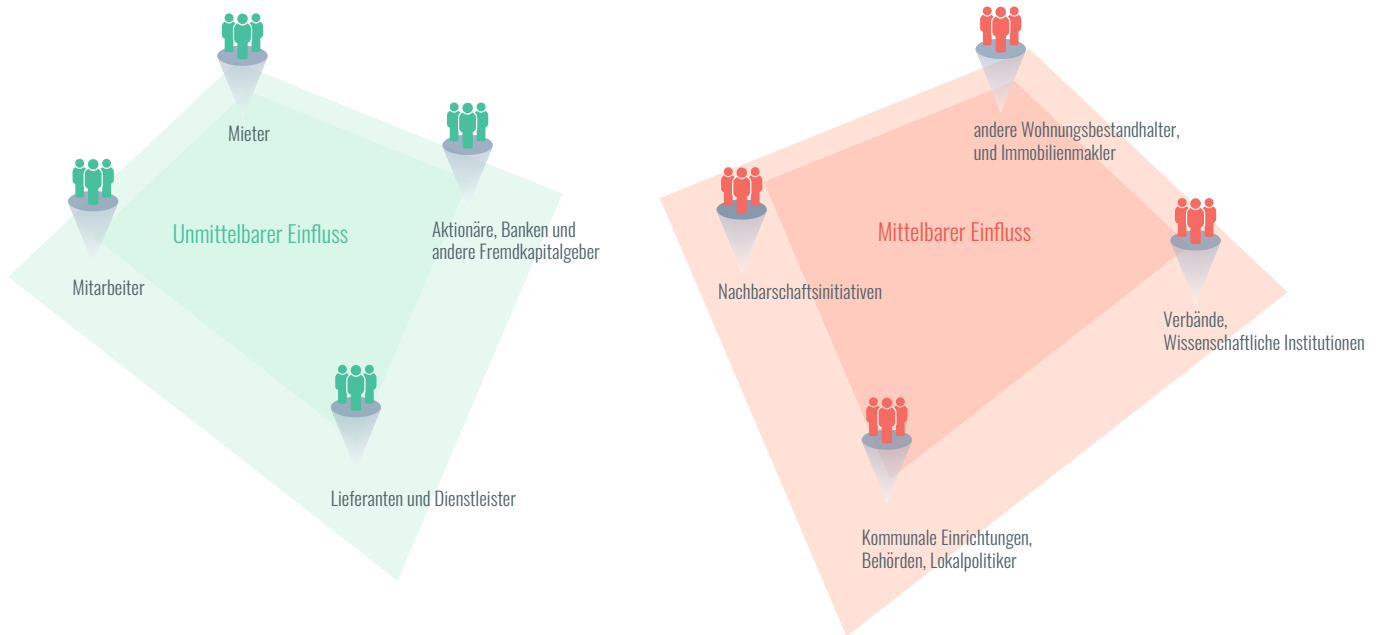 Mieter
Mitarbeiter
Unmittelbarer Einfluss
Aktionäre, Banken und
andere Fremdkapitalgeber
Lieferanten und Dienstleister
andere Wohnungsbestandhalter,
und Immobilienmakler
Nachbarschaftsinitiativen
Mittelbarer Einfluss
Verbände,
Wissenschaftliche Institutionen
Kommunale Einrichtungen,
Behörden, Lokalpolitiker